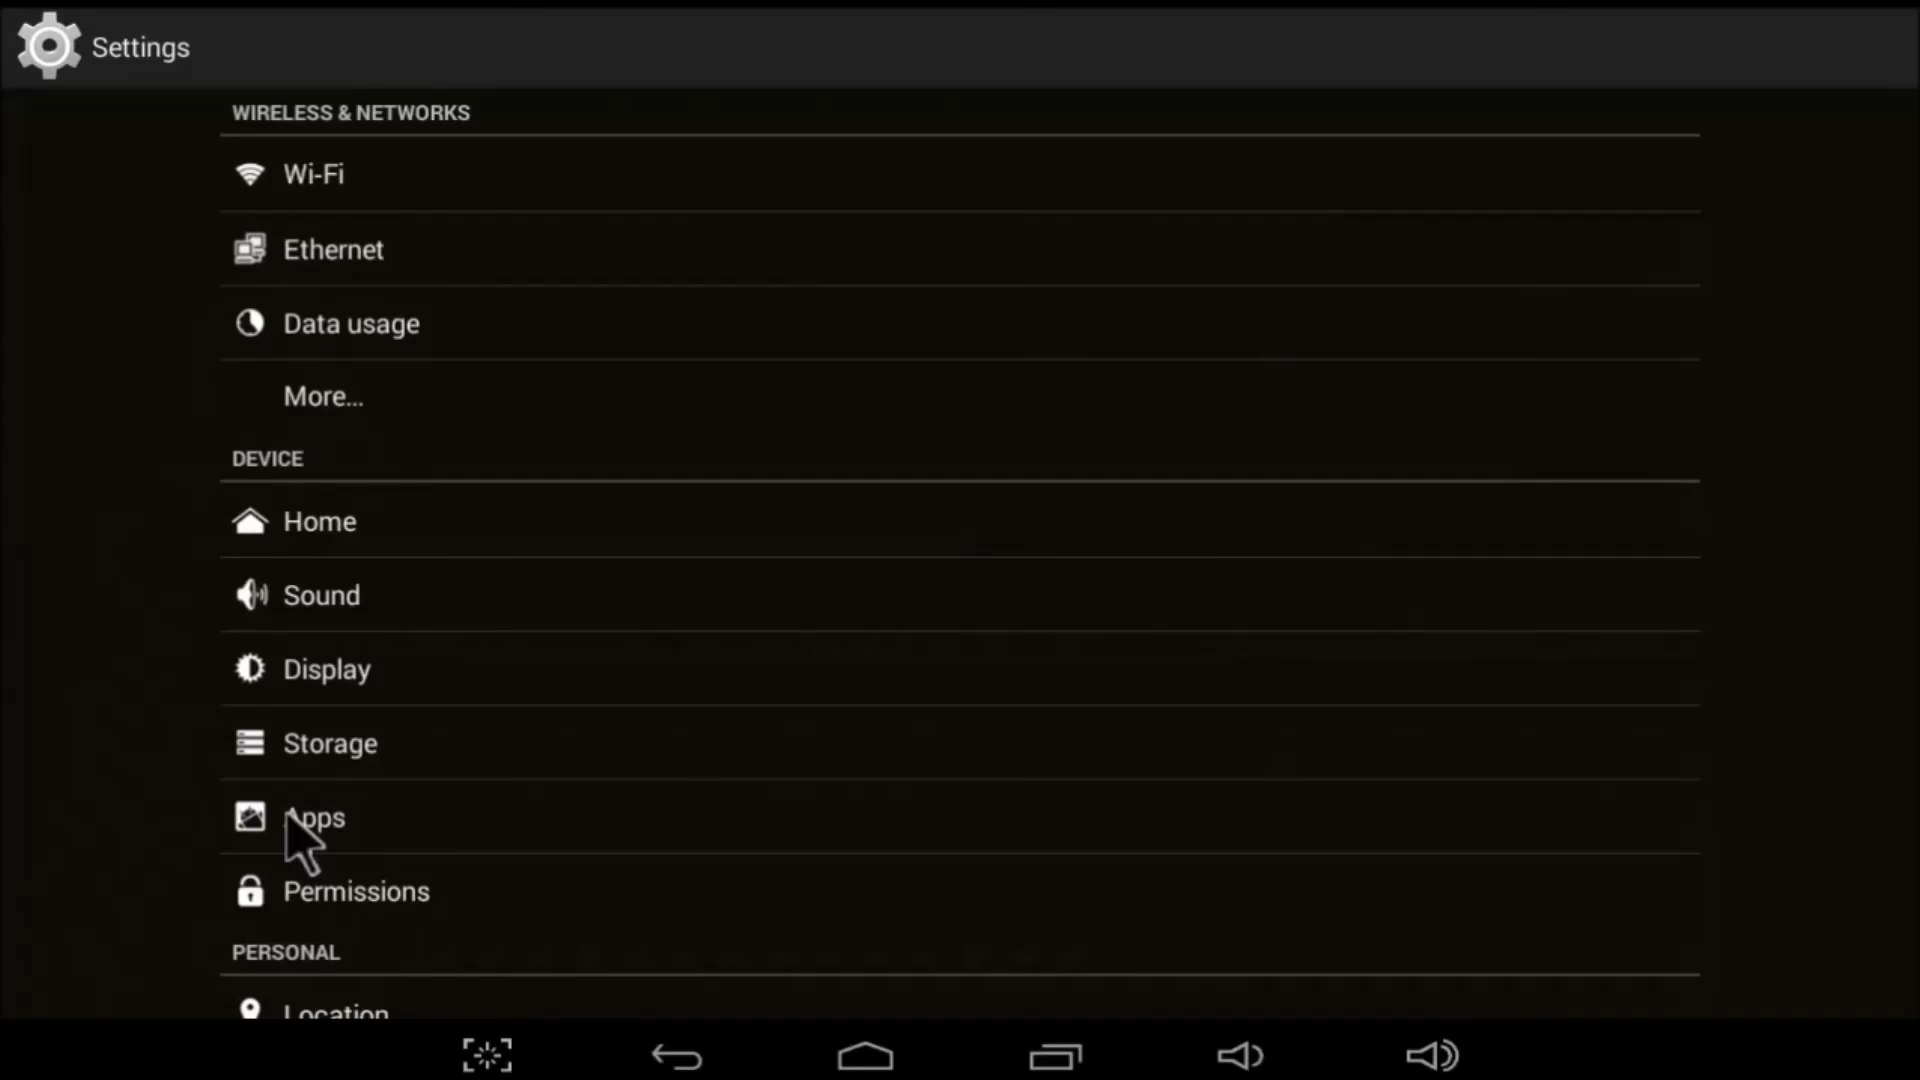 Settings
WIRELESS & NETWORKS
Wi-Fi
Ethernet
Data usage
More...
DEVICE
Home
Sound
Display
Storage
Apps
Permissions
PERSONAL
Location